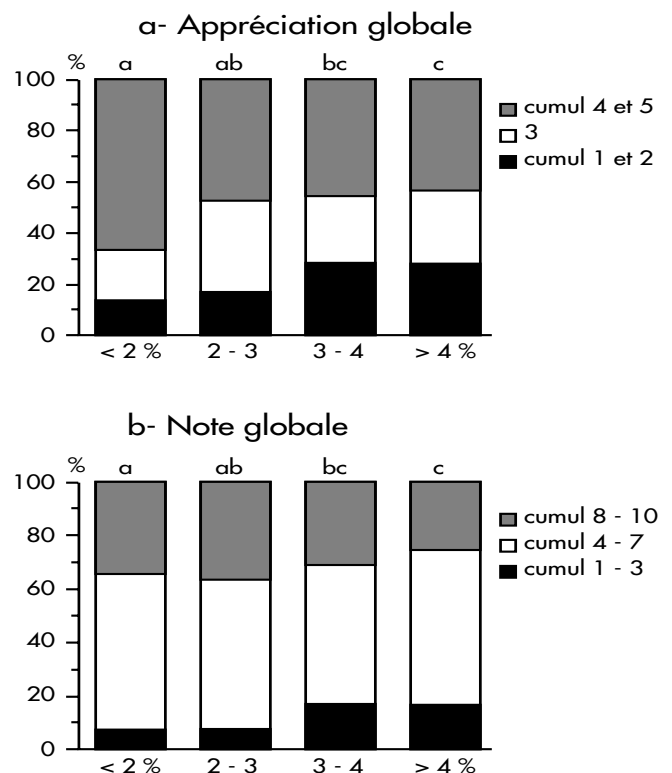 a- Appréciation globale
% a ab bc c
100
80
60
40
20
0
cumul 4 et 5
3
cumul 1 et 2
< 2 % 2 - 3 3 - 4 > 4 %
b- Note globale
% a ab bc c
100
80
60
40
20
0
cumul 8 - 10
cumul 4 - 7
cumul 1 - 3
< 2 % 2 - 3 3 - 4 > 4 %